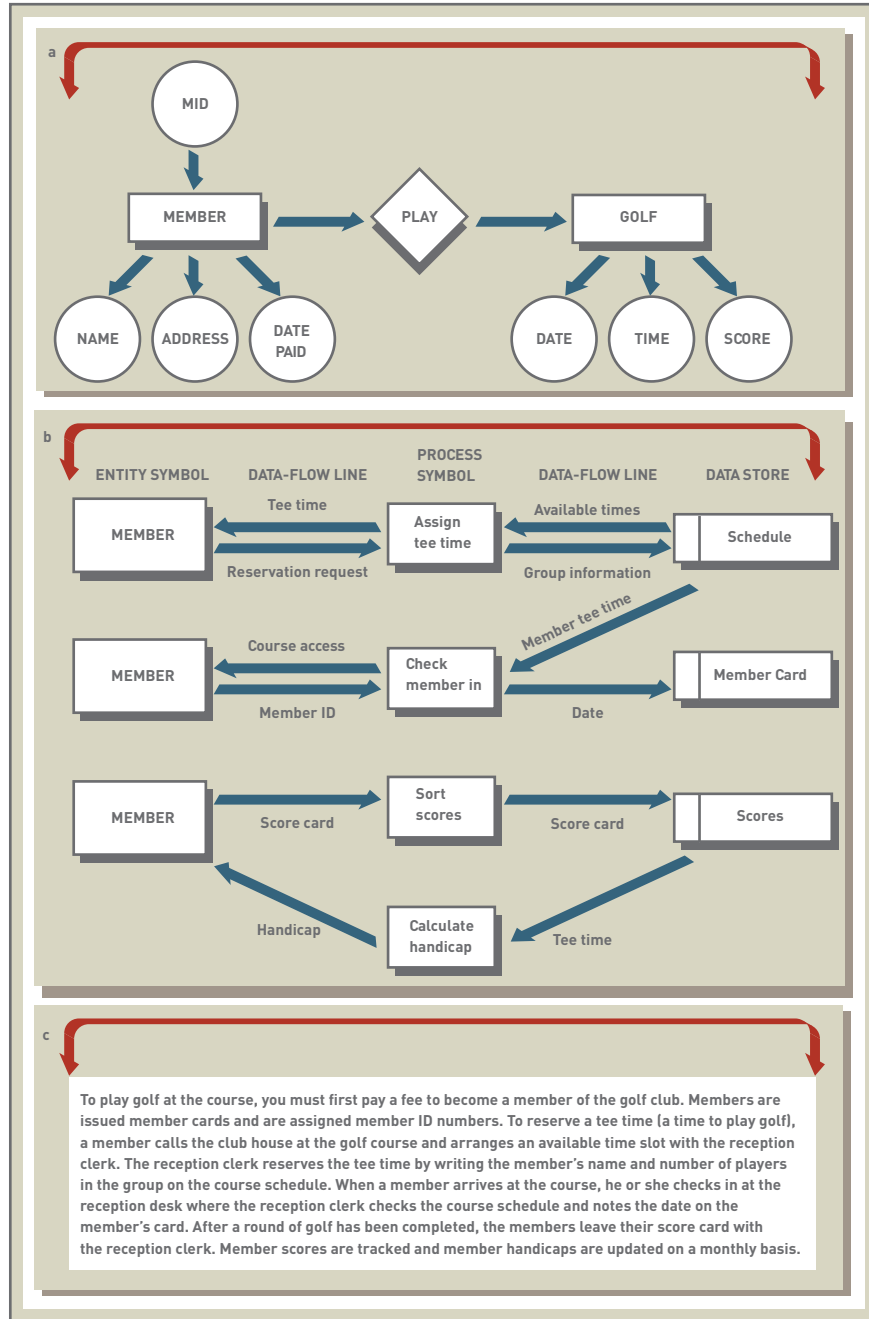 a
MID
MEMBER
PLAY
GOLF
NAME
ADDRESS
DATE
PAID
DATE
TIME
SCORE
b
ENTITY SYMBOL
DATA-FLOW LINE
PROCESS
SYMBOL
DATA-FLOW LINE
DATA STORE
MEMBER
Tee time
Reservation request
Assign
tee time
Available times
Group information
Schedule
Member tee time
MEMBER
Course access
Member ID
Check
member in
Date
Member Card
MEMBER
Score card
Sort
scores
Score card
Scores
Handicap
Calculate
handicap
Tee time
c
To play golf at the course, you must first pay a fee to become a member of the golf club. Members are
issued member cards and are assigned member ID numbers. To reserve a tee time (a time to play golf),
a member calls the club house at the golf course and arranges an available time slot with the reception
clerk. The reception clerk reserves the tee time by writing the member's name and number of players
in the group on the course schedule. When a member arrives at the course, he or she checks in at the
reception desk where the reception clerk checks the course schedule and notes the date on the
member's card. After a round of golf has been completed, the members leave their score card with
the reception clerk. Member scores are tracked and member handicaps are updated on a monthly basis.